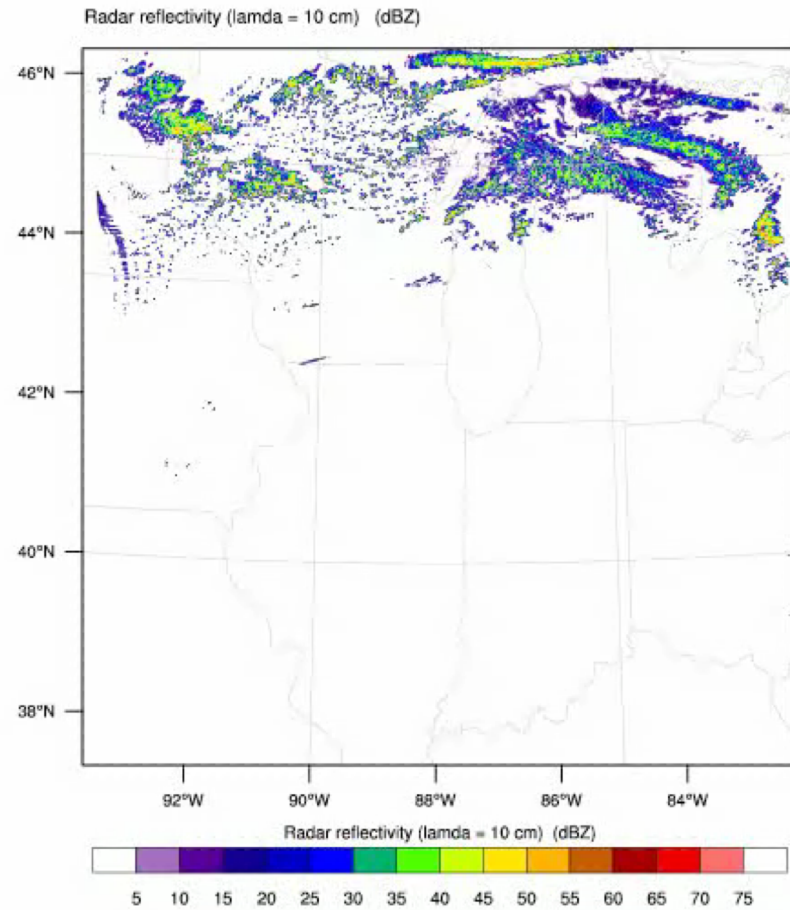 Radar reflectivity (lamda = 10 cm) (dBZ)
46°N
44°N
42°N
40°N
38°N
92°W 90°W 88°W 86°W 84°W
Radar reflectivity (lamda = 10 cm) (dBZ)
5 10 15 20 25 30 35 40 45 50 55 60 65 70 75